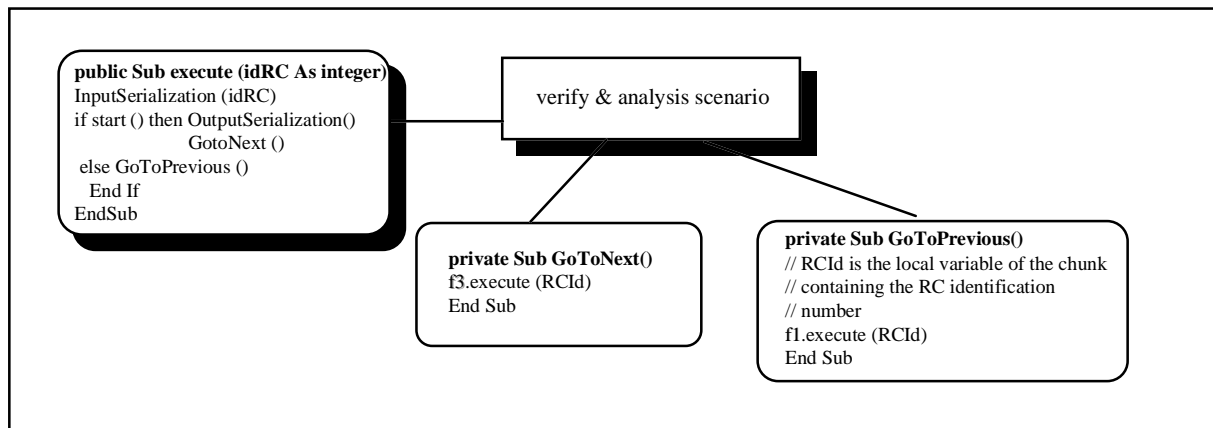 public Sub execute (idRC As integer)
InputSerialization (idRC)
if start () then OutputSerialization()
GotoNext ()
else GoToPrevious ()
End If
EndSub
verify & analysis scenario
private Sub GoToNext()
f3.execute (RCId)
End Sub
private Sub GoToPrevious()
// RCId is the local variable of the chunk
// containing the RC identification
// number
f1.execute (RCId)
End Sub